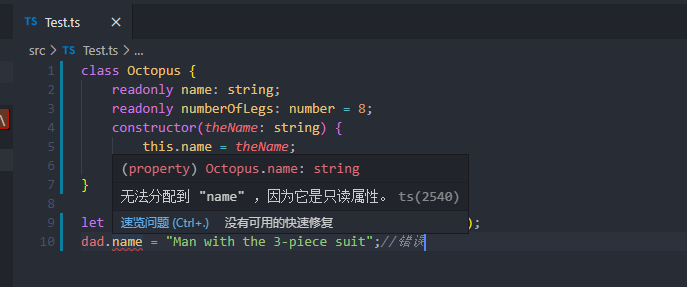 TS Test.ts ×
src > TS Test.ts > ...
1 class Octopus {
2 readonly name: string;
3 readonly numberOfLegs: number = 8;
4 constructor(theName: string) {
5 this.name = theName;
6 (property) Octopus.name: string
无法分配到 "name" ，因为它是只读属性。 ts(2540)
7 }
8 速览问题 (Ctrl+.) 没有可用的快速修复
9 let );
10 dad.name = "Man with the 3-piece suit";//错误